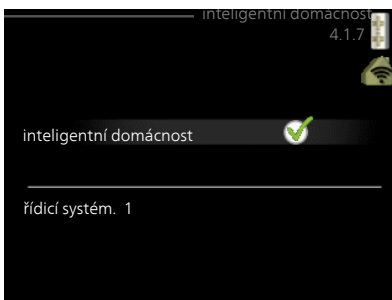 inteligentní domácnost
4.1.7
inteligentní domácnost
řídicí systém. 1